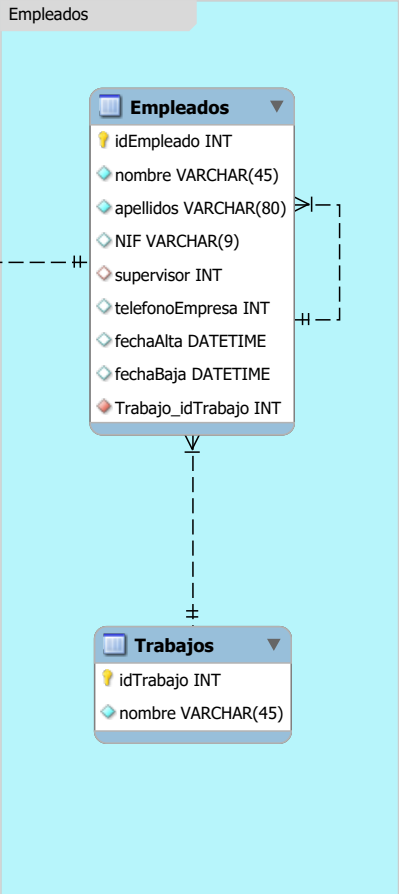 Empleados
Empleados
idEmpleado INT
nombre VARCHAR(45)
apellidos VARCHAR(80)
NIF VARCHAR(9)
supervisor INT
telefonoEmpresa INT
fechaAlta DATETIME
fechaBaja DATETIME
Trabajo_idTrabajo INT
Trabajos
idTrabajo INT
nombre VARCHAR(45)